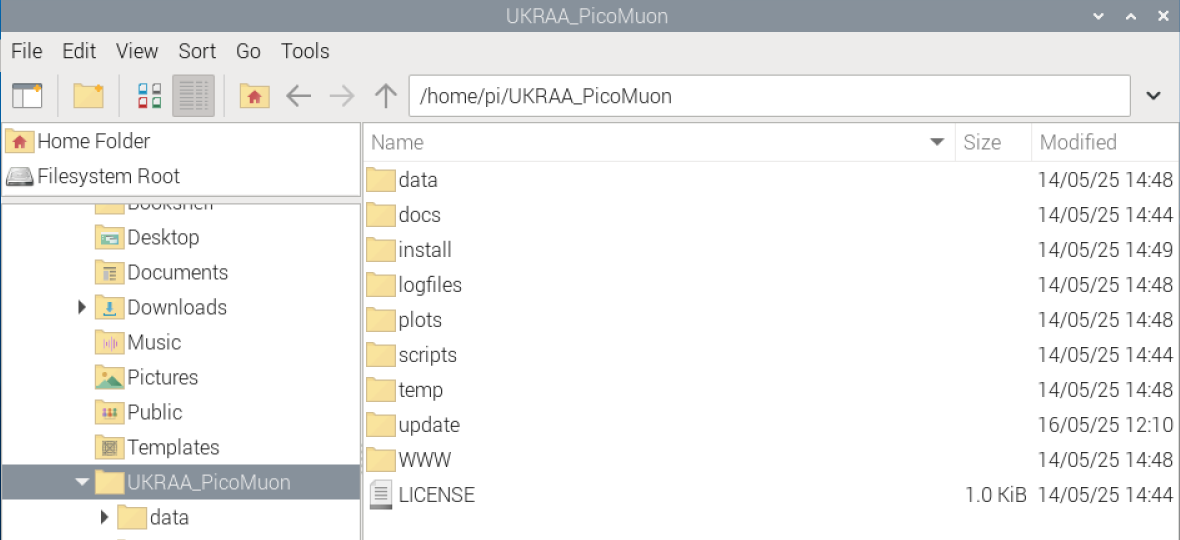 UKRAA_PicoMuon
File Edit View Sort Go Tools
/home/pi/UKRAA_PicoMuon
Home Folder
Filesystem Root
Bookshelf
Desktop
Documents
Downloads
Music
Pictures
Public
Templates
UKRAA_PicoMuon
data
Name Size Modified
data 14/05/25 14:48
docs 14/05/25 14:44
install 14/05/25 14:49
logfiles 14/05/25 14:48
plots 14/05/25 14:48
scripts 14/05/25 14:44
temp 14/05/25 14:48
update 16/05/25 12:10
WWW 14/05/25 14:48
LICENSE 1.0 KiB 14/05/25 14:44